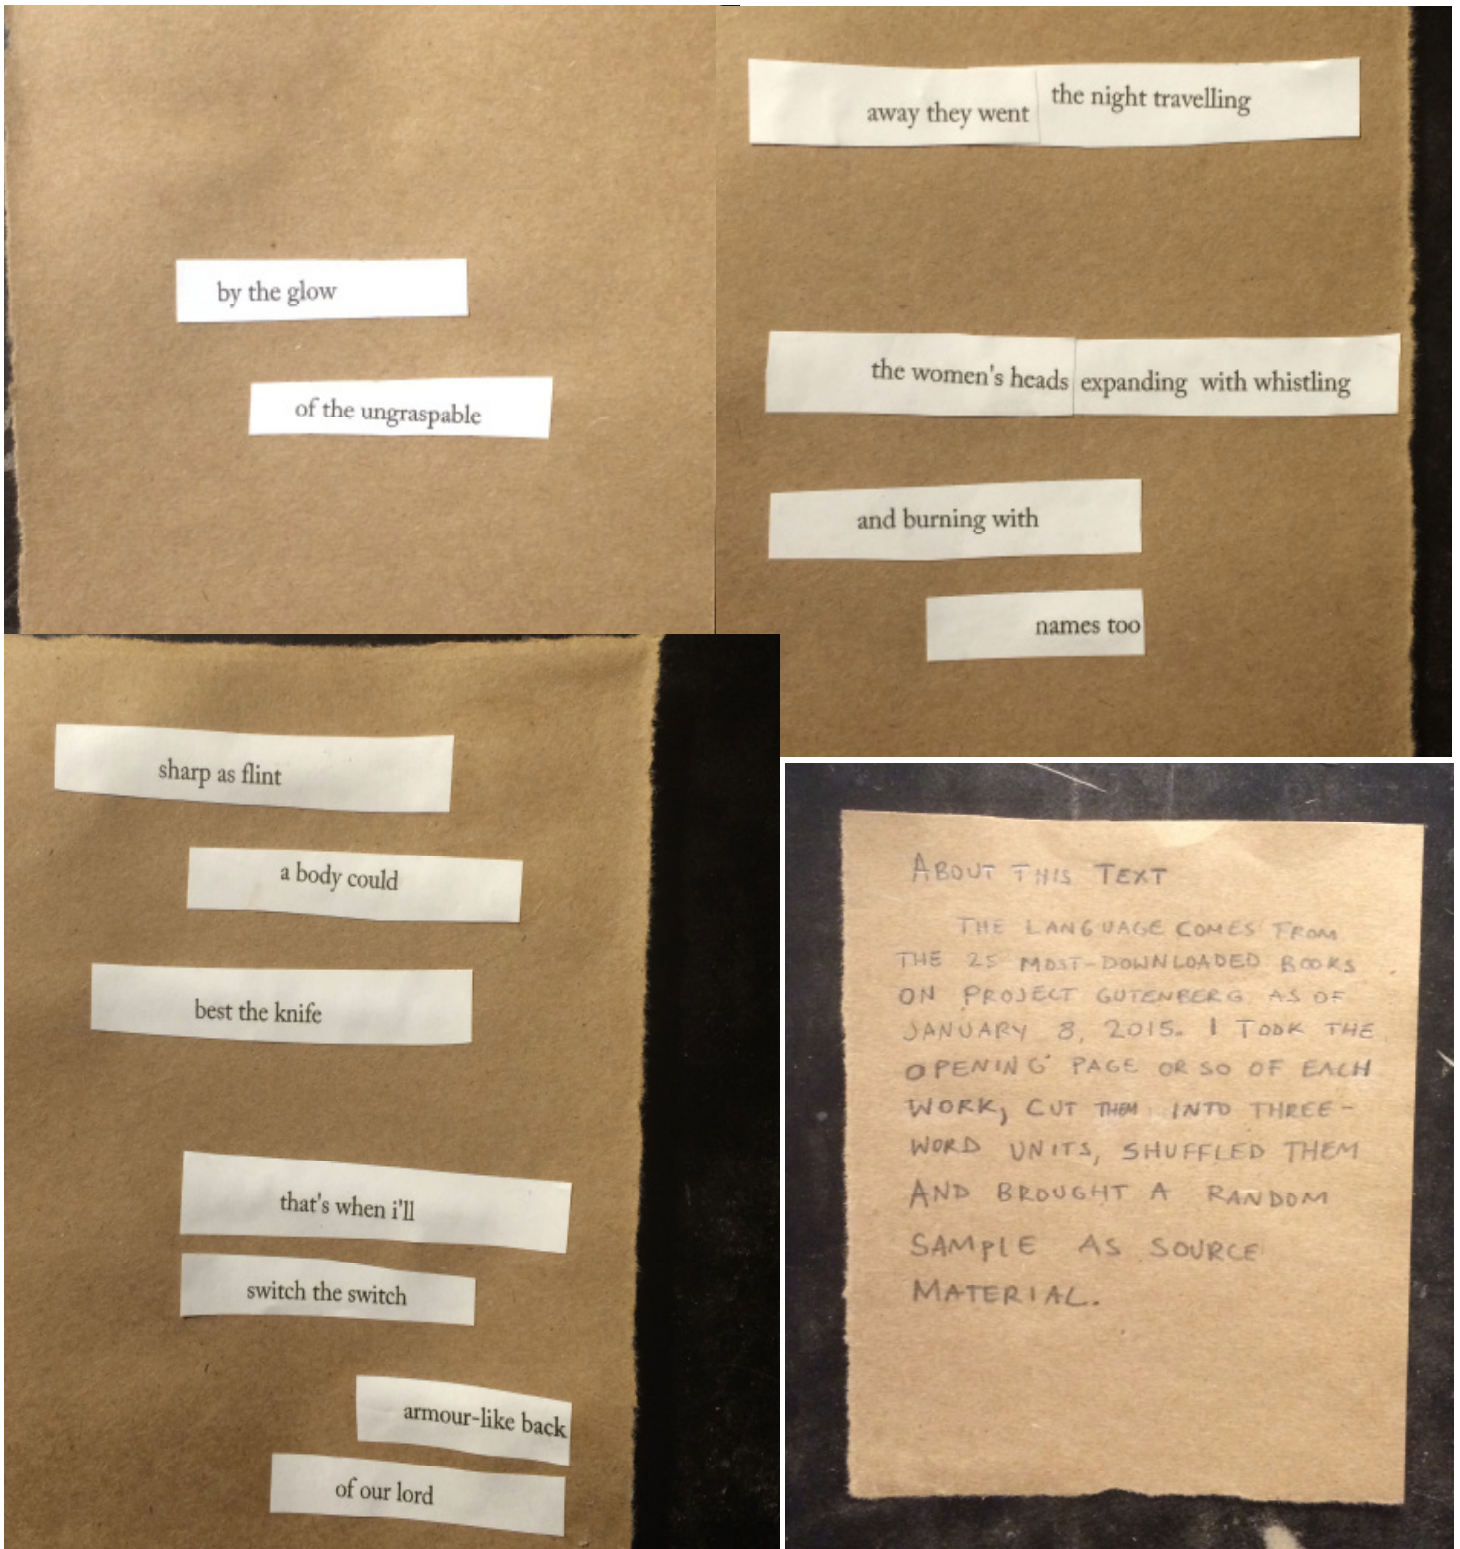 by the glow
of the ungraspable
away they went the night travelling
the women's heads expanding with whistling
and burning with
names too
sharp as flint
a body could
best the knife
that's when i'll
switch the switch
armour-like back
of our lord
ABOUT THIS TEXT
THE LANGUAGE COMES FROM
THE 25 MOST-DOWNLOADED BOOKS
ON PROJECT GUTENBERG AS OF
JANUARY 8, 2015. I TOOK THE
OPENING PAGE OR SO OF EACH
WORK, CUT THEM INTO THREE-
WORD UNITS, SHUFFLED THEM
AND BROUGHT A RANDOM
SAMPLE AS SOURCE
MATERIAL.